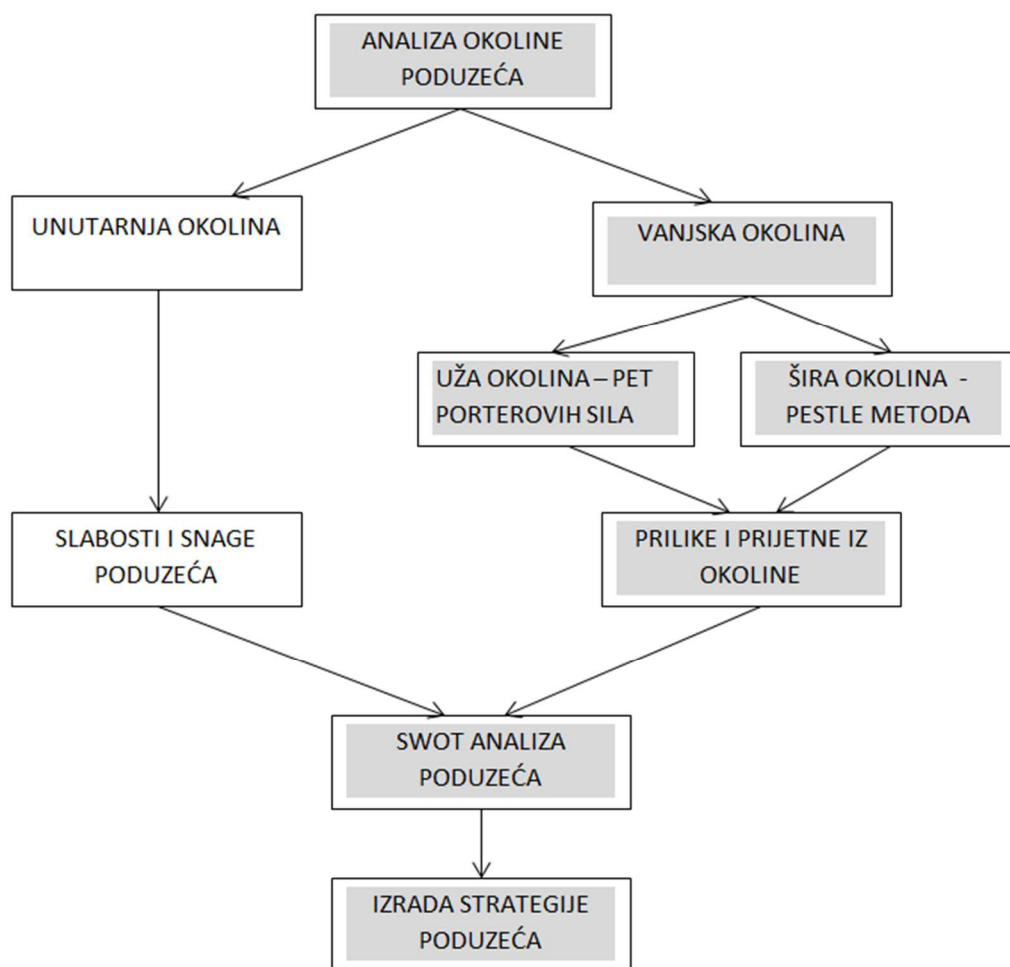 ANALIZA OKOLINE
PODUZEĆA
UNUTARNJA OKOLINA
VANJSKA OKOLINA
UŽA OKOLINA – PET
PORTEROVIH SILA
ŠIRA OKOLINA -
PESTLE METODA
SLABOSTI I SNAGE
PODUZEĆA
PRILIKE I PRIJETNE IZ
OKOLINE
SWOT ANALIZA
PODUZEĆA
IZRADA STRATEGIJE
PODUZEĆA